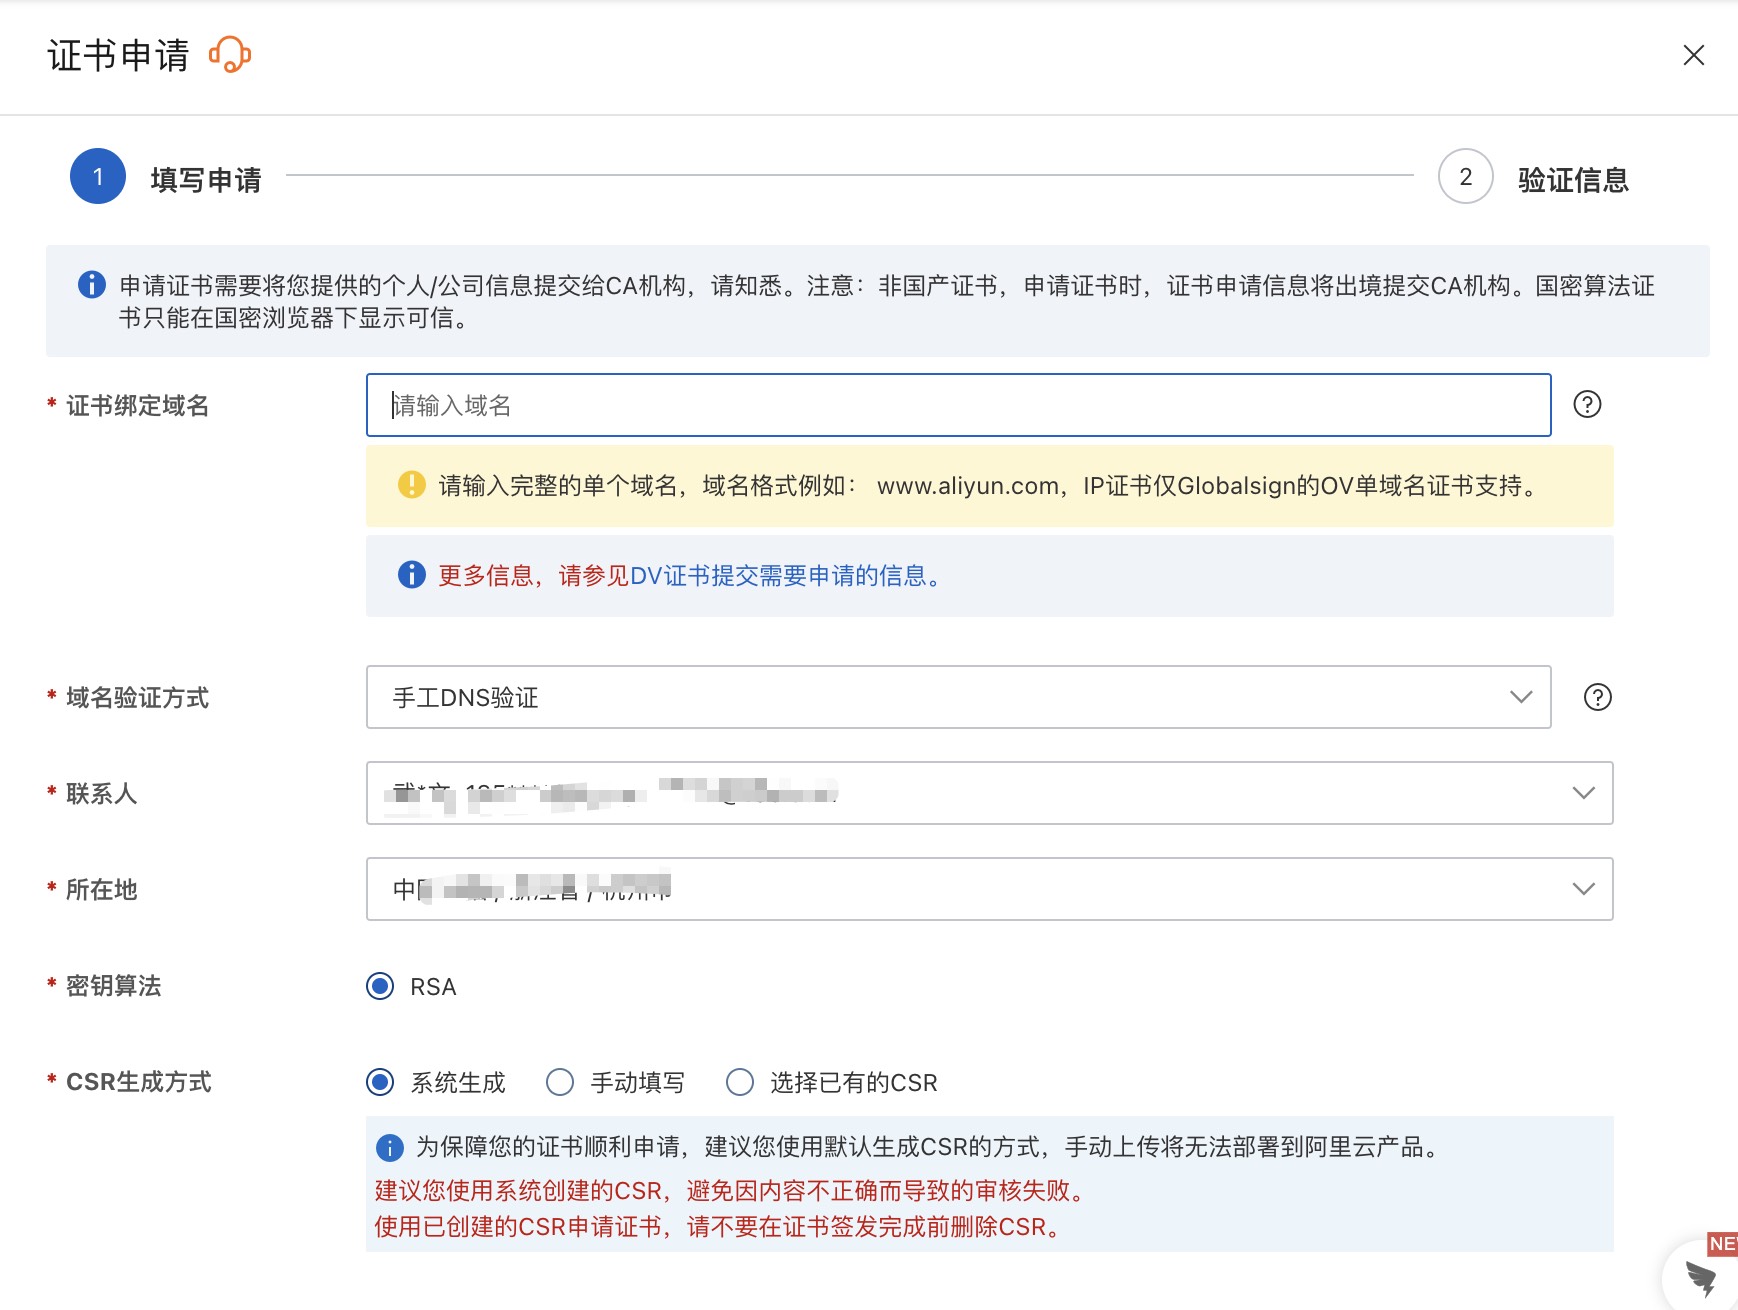 证书申请
1 填写申请
2 验证信息
申请证书需要将您提供的个人/公司信息提交给CA机构，请知悉。注意：非国产证书，申请证书时，证书申请信息将出境提交CA机构。国密算法证
书只能在国密浏览器下显示可信。
* 证书绑定域名
请输入域名
请输入完整的单个域名，域名格式例如： www.aliyun.com，IP证书仅Globalsign的OV单域名证书支持。
更多信息，请参见DV证书提交需要申请的信息。
* 域名验证方式
手工DNS验证
* 联系人
* 所在地
中
* 密钥算法
RSA
* CSR生成方式
系统生成 手动填写 选择已有的CSR
为保障您的证书顺利申请，建议您使用默认生成CSR的方式，手动上传将无法部署到阿里云产品。
建议您使用系统创建的CSR，避免因内容不正确而导致的审核失败。
使用已创建的CSR申请证书，请不要在证书签发完成前删除CSR。